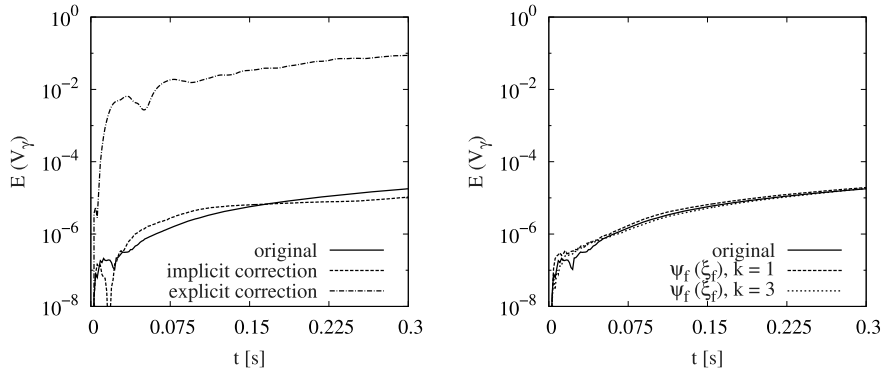 10^0
10^-2
10^-4
10^-6
10^-8
E (V_γ)
original
implicit correction
explicit correction
0
0.075
0.15
0.225
0.3
t [s]
10^0
10^-2
10^-4
10^-6
10^-8
E (V_γ)
original
ψ_f (ξ_f), k = 1
ψ_f (ξ_f), k = 3
0
0.075
0.15
0.225
0.3
t [s]